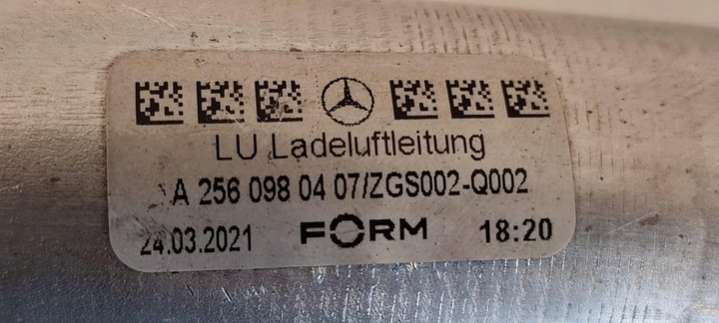 LU Ladeluftleitung
A 256 098 04 07/ZGS002-Q002
24.03.2021 FORM 18:20